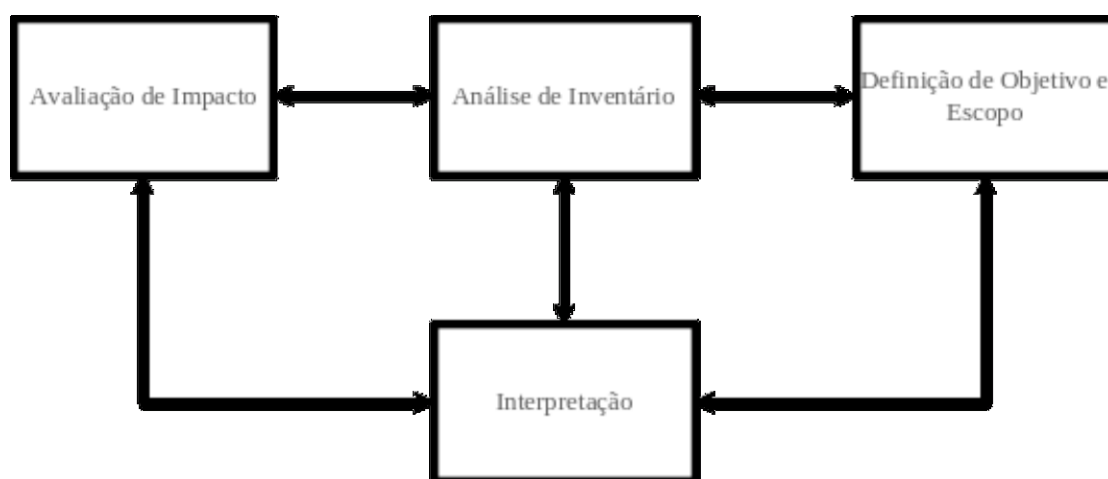 Avaliação de Impacto
Análise de Inventário
Definição de Objetivo e
Escopo
Interpretação